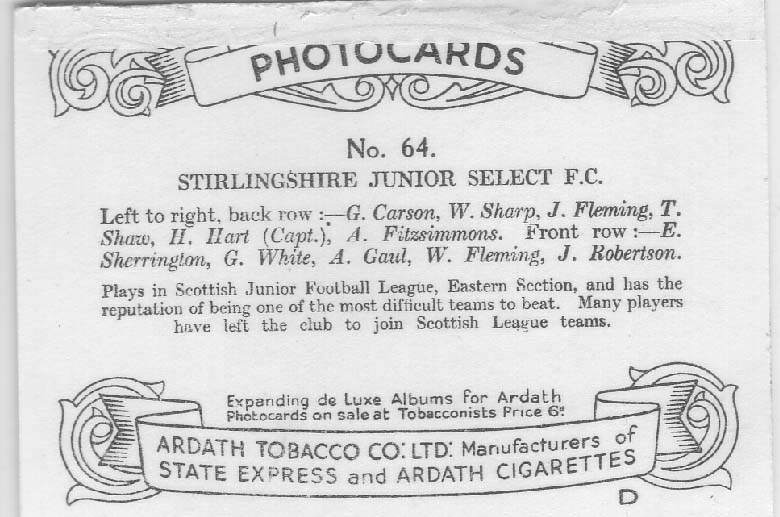 PHOTOCARDS
No. 64.
STIRLINGSHIRE JUNIOR SELECT F.C.
Left to right, back row :—G. Carson, W. Sharp, J. Fleming, T.
Shaw, H. Hart (Capt.), A. Fitzsimmons. Front row :—E.
Sherrington, G. White, A. Gaul, W. Fleming, J. Robertson.
Plays in Scottish Junior Football League, Eastern Section, and has the
reputation of being one of the most difficult teams to beat. Many players
have left the club to join Scottish League teams.
Expanding de Luxe Albums for Ardath
Photocards on sale at Tobacconists Price 6ᵈ
ARDATH TOBACCO CO: LTD: Manufacturers of
STATE EXPRESS and ARDATH CIGARETTES
D